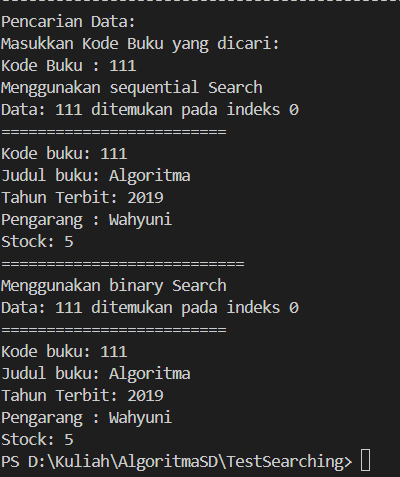 --------------------------------------------------
Pencarian Data:
Masukkan Kode Buku yang dicari:
Kode Buku : 111
Menggunakan sequential Search
Data: 111 ditemukan pada indeks 0
=========================
Kode buku: 111
Judul buku: Algoritma
Tahun Terbit: 2019
Pengarang : Wahyuni
Stock: 5
===========================
Menggunakan binary Search
Data: 111 ditemukan pada indeks 0
=========================
Kode buku: 111
Judul buku: Algoritma
Tahun Terbit: 2019
Pengarang : Wahyuni
Stock: 5
PS D:\Kuliah\AlgoritmaSD\TestSearching>